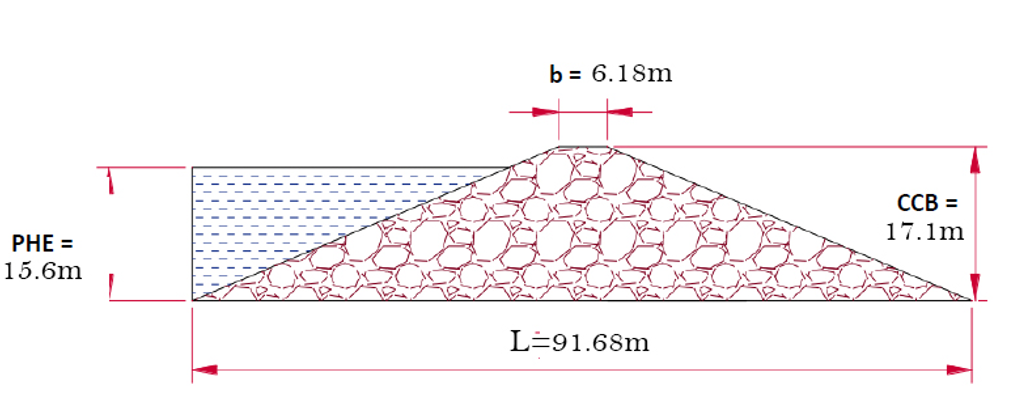 b = 6.18m
CCB =
17.1m
PHE =
15.6m
L=91.68m